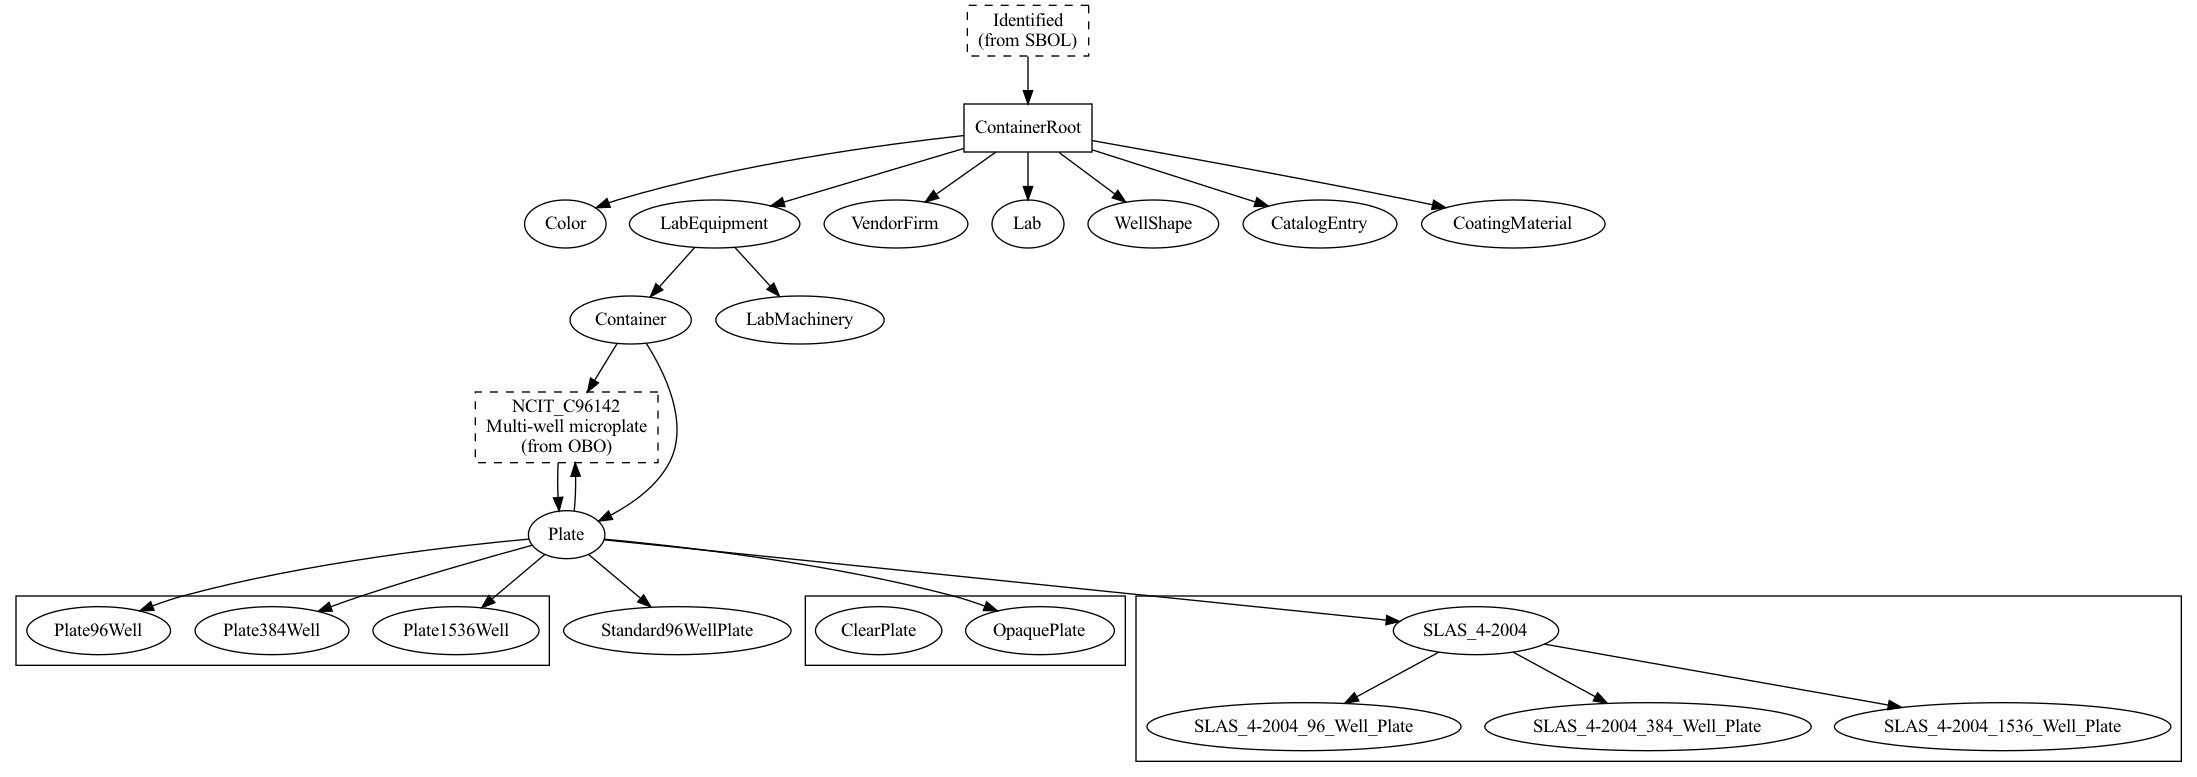 Identified
(from SBOL)
ContainerRoot
Color
LabEquipment
VendorFirm
Lab
WellShape
CatalogEntry
CoatingMaterial
Container
LabMachinery
NCIT_C96142
Multi-well microplate
(from OBO)
Plate
Plate96Well
Plate384Well
Plate1536Well
Standard96WellPlate
ClearPlate
OpaquePlate
SLAS_4-2004
SLAS_4-2004_96_Well_Plate
SLAS_4-2004_384_Well_Plate
SLAS_4-2004_1536_Well_Plate